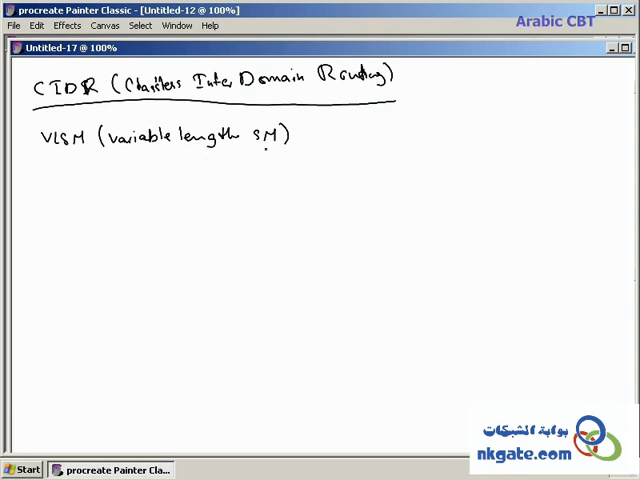 procreate Painter Classic - [Untitled-12 @ 100%]
Arabic CBT
File Edit Effects Canvas Select Window Help
Untitled-17 @ 100%
CIDR (Classless Inter Domain Routing)
VLSM (variable length SM)
بوابة الشبكات
nkgate.com
Start procreate Painter Cla...